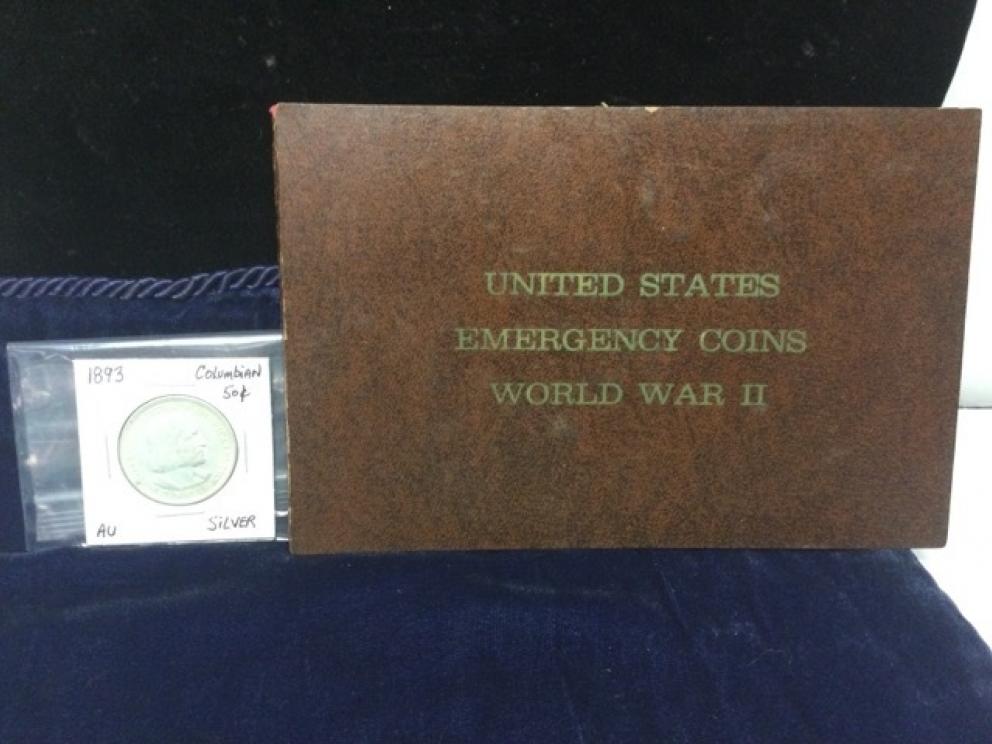 1893 Columbian
50¢
AU SILVER
UNITED STATES
EMERGENCY COINS
WORLD WAR II